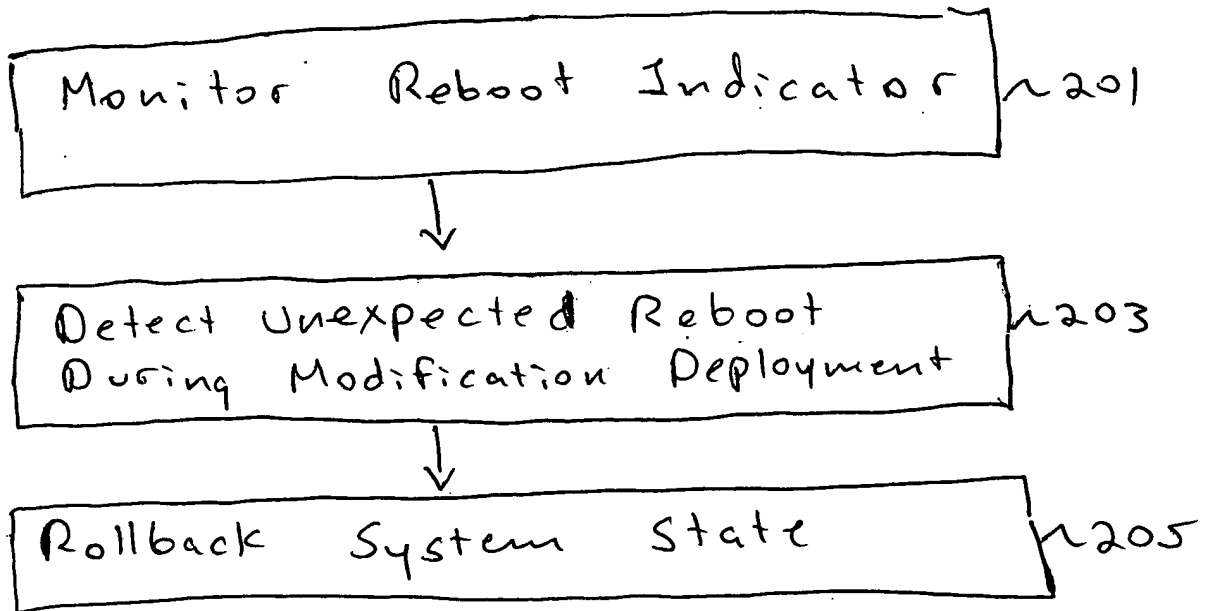 Monitor Reboot Indicator 201
Detect Unexpected Reboot 203
During Modification Deployment
Rollback System State 205